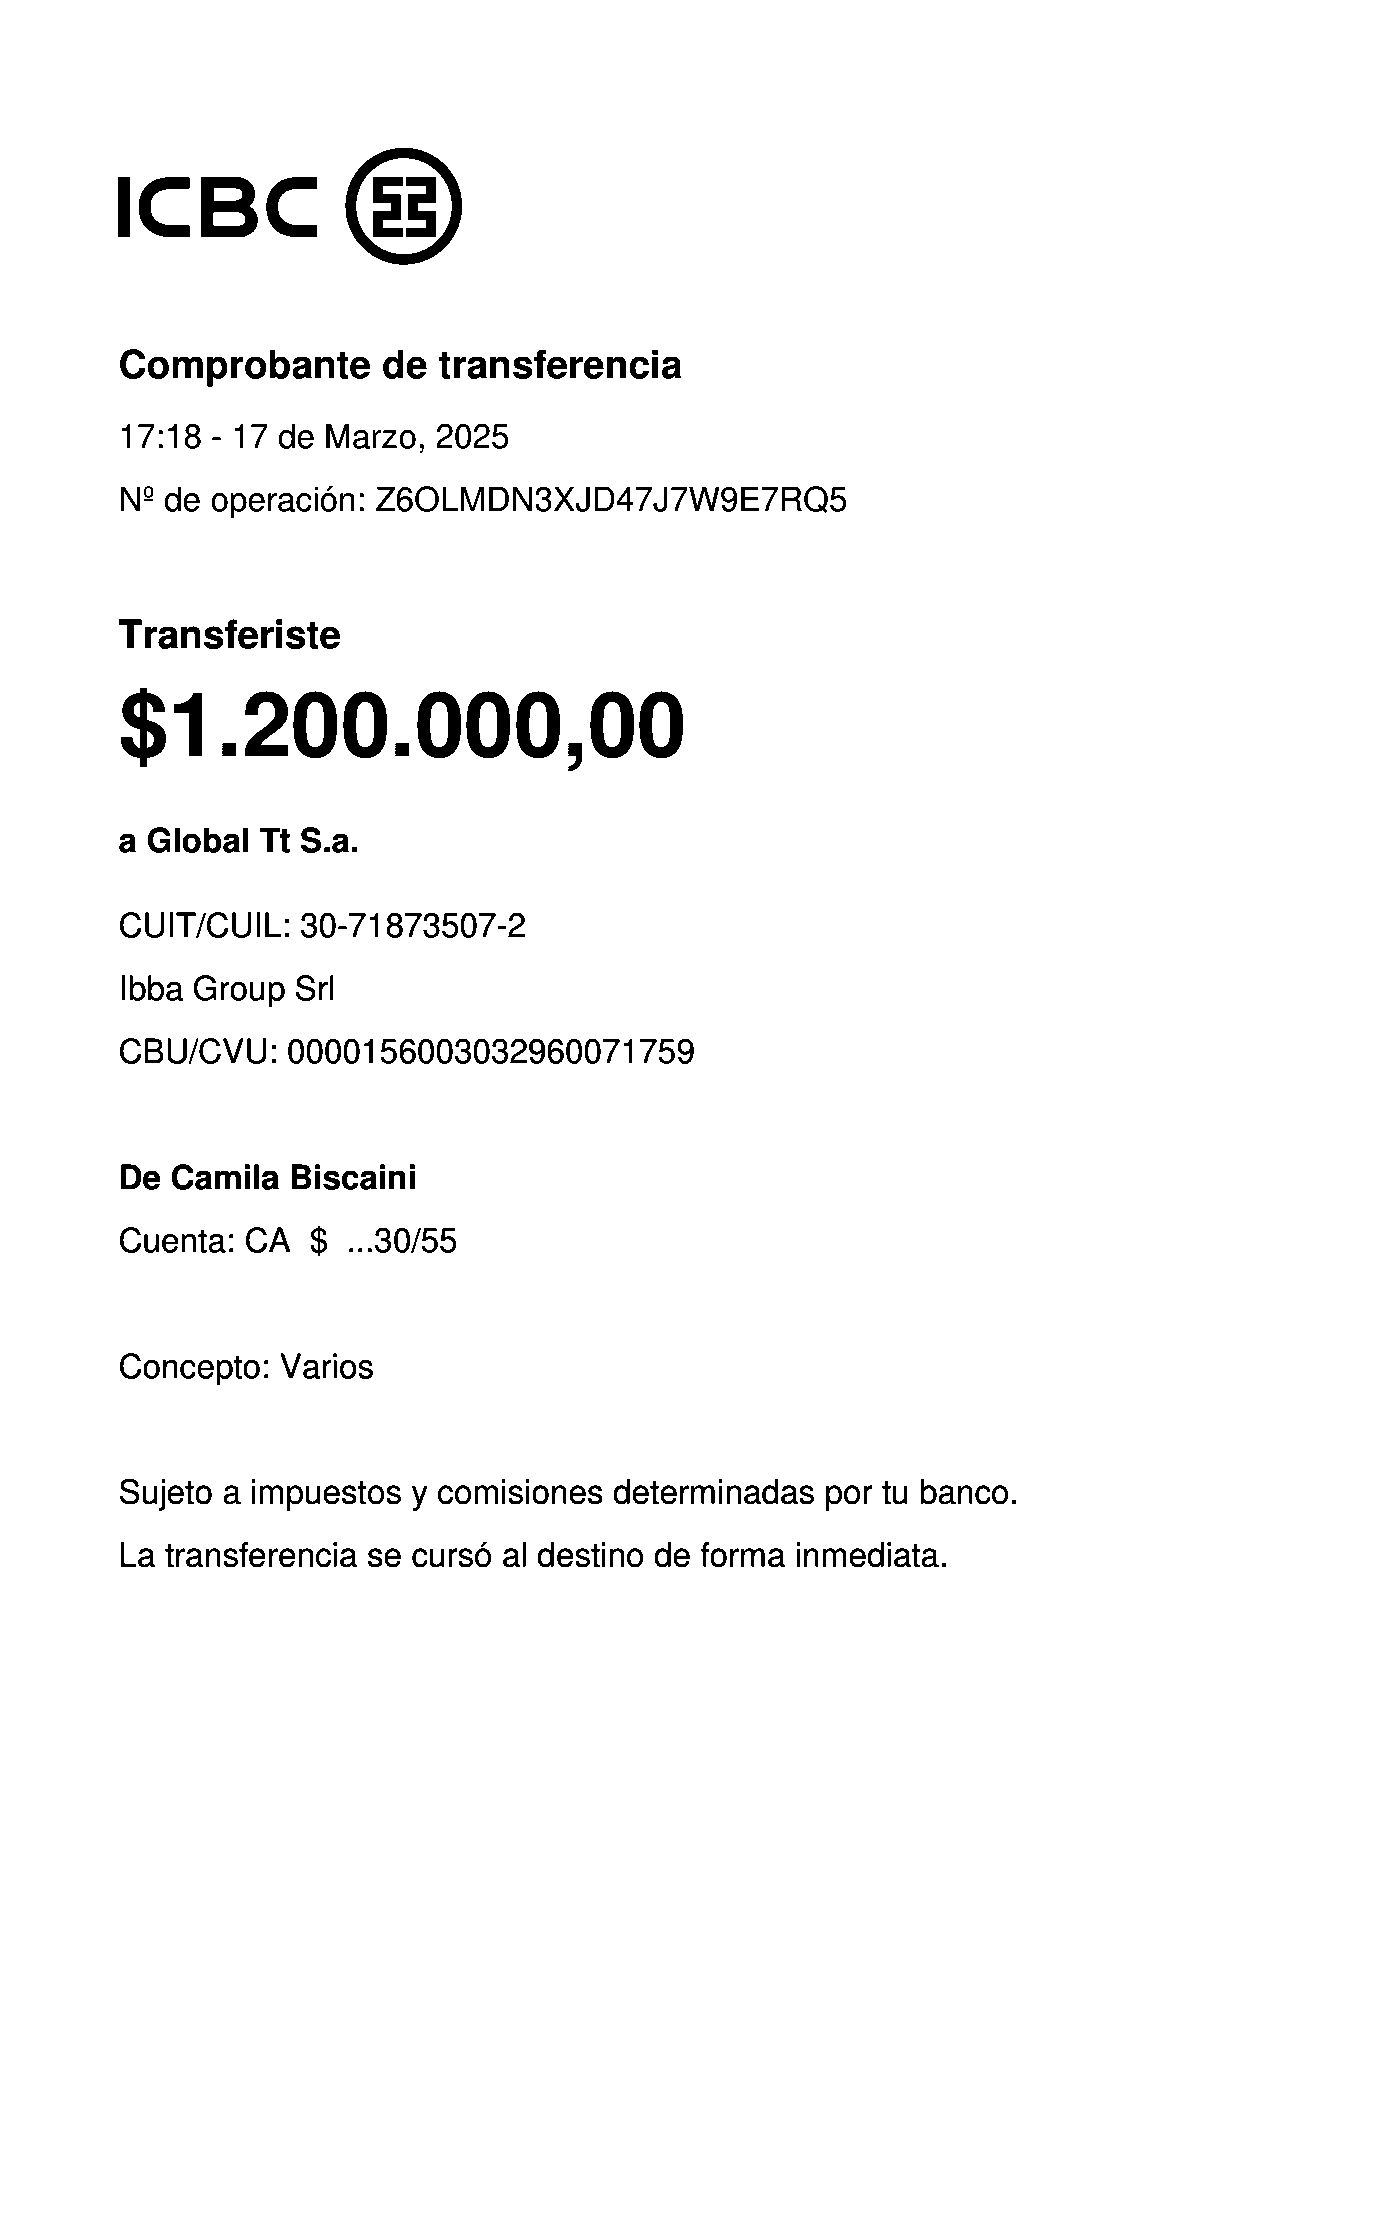 ICBC
Comprobante de transferencia
17:18 - 17 de Marzo, 2025
Nº de operación: Z6OLMDN3XJD47J7W9E7RQ5
Transferiste
$1.200.000,00
a Global Tt S.a.
CUIT/CUIL: 30-71873507-2
Ibba Group Srl
CBU/CVU: 0000156003032960071759
De Camila Biscaini
Cuenta: CA  $  ...30/55
Concepto: Varios
Sujeto a impuestos y comisiones determinadas por tu banco.
La transferencia se cursó al destino de forma inmediata.